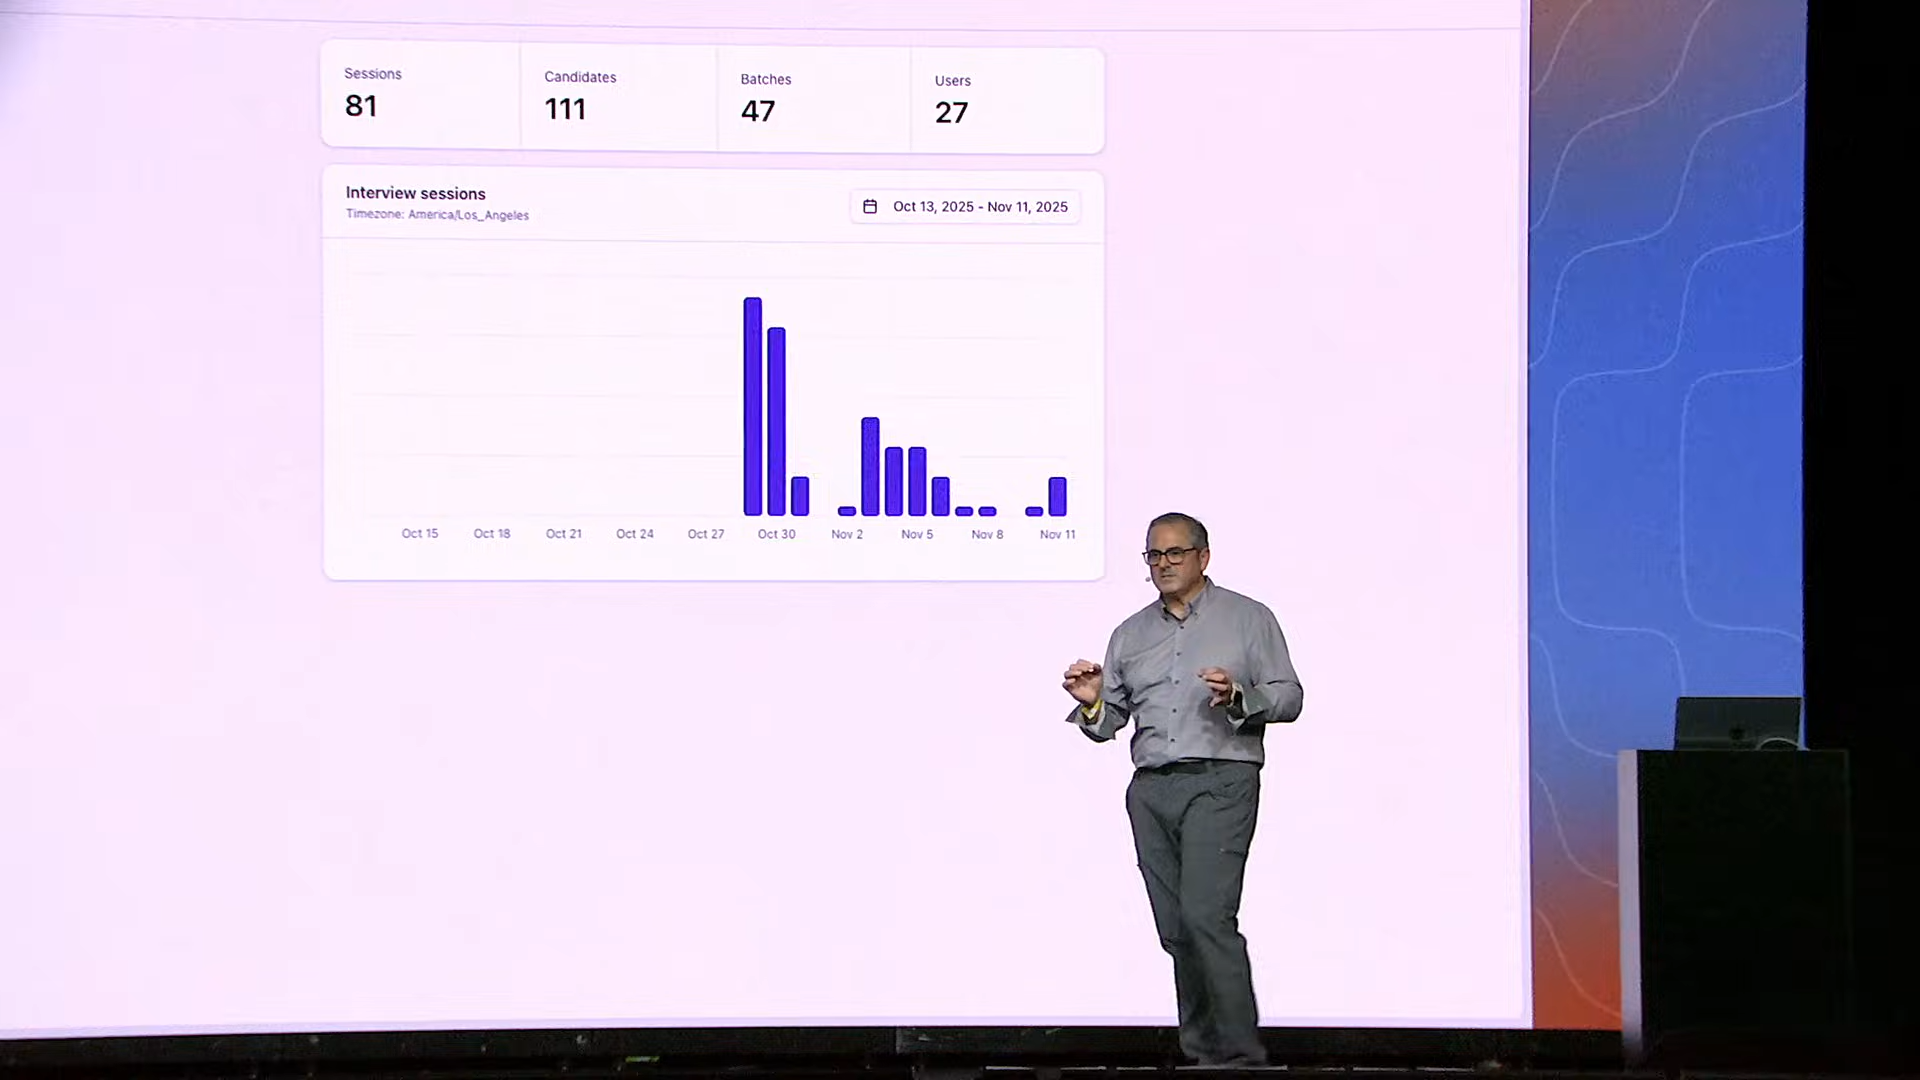 Sessions
81
Candidates
111
Batches
47
Users
27
Interview sessions
Timezone: America/Los_Angeles
Oct 13, 2025 - Nov 11, 2025
Oct 15 Oct 18 Oct 21 Oct 24 Oct 27 Oct 30 Nov 2 Nov 5 Nov 8 Nov 11